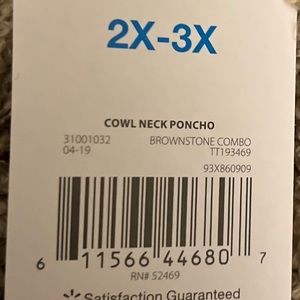 2X-3X
COWL NECK PONCHO
31001032 BROWNSTONE COMBO
04-19 TT193469
93X860909
6 11566 44680 7
RN# 52469
Satisfaction Guaranteed